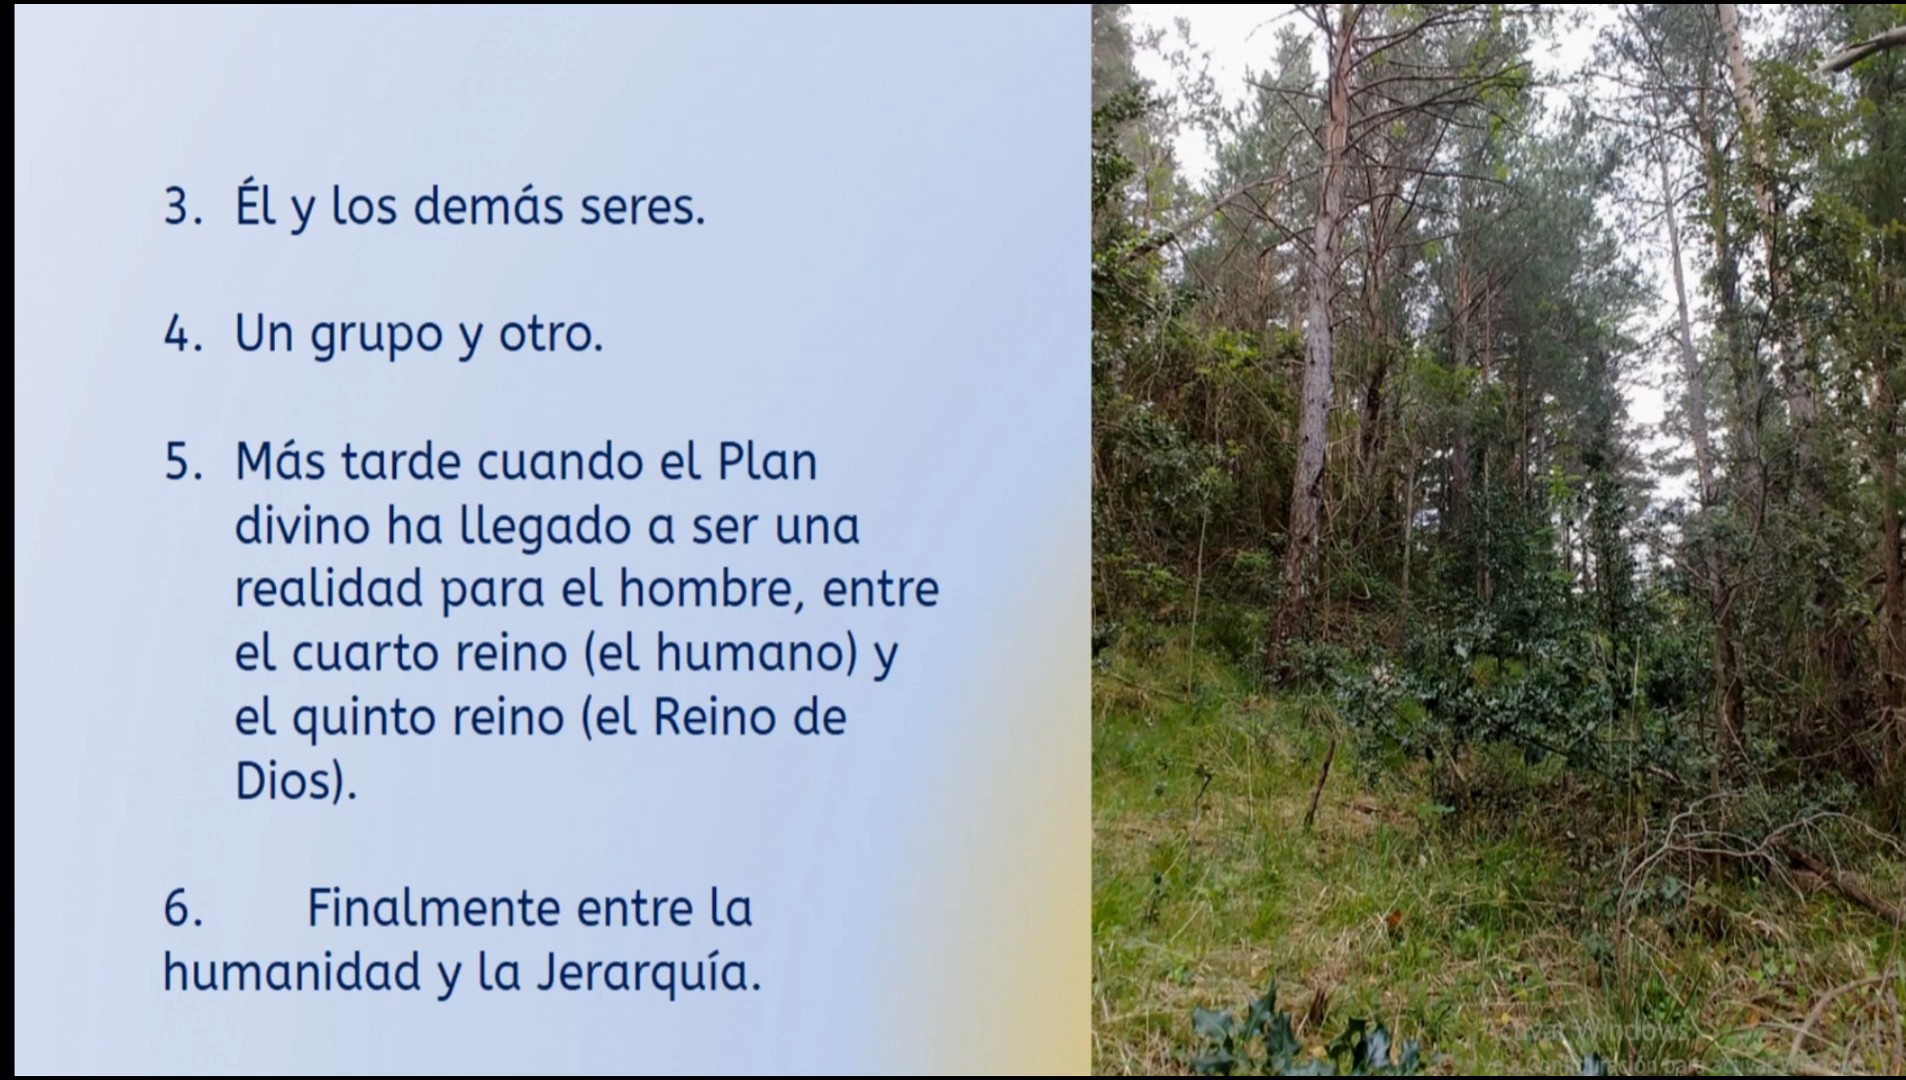 3. Él y los demás seres.
4. Un grupo y otro.
5. Más tarde cuando el Plan
divino ha llegado a ser una
realidad para el hombre, entre
el cuarto reino (el humano) y
el quinto reino (el Reino de
Dios).
6. Finalmente entre la
humanidad y la Jerarquía.
Activar Windows